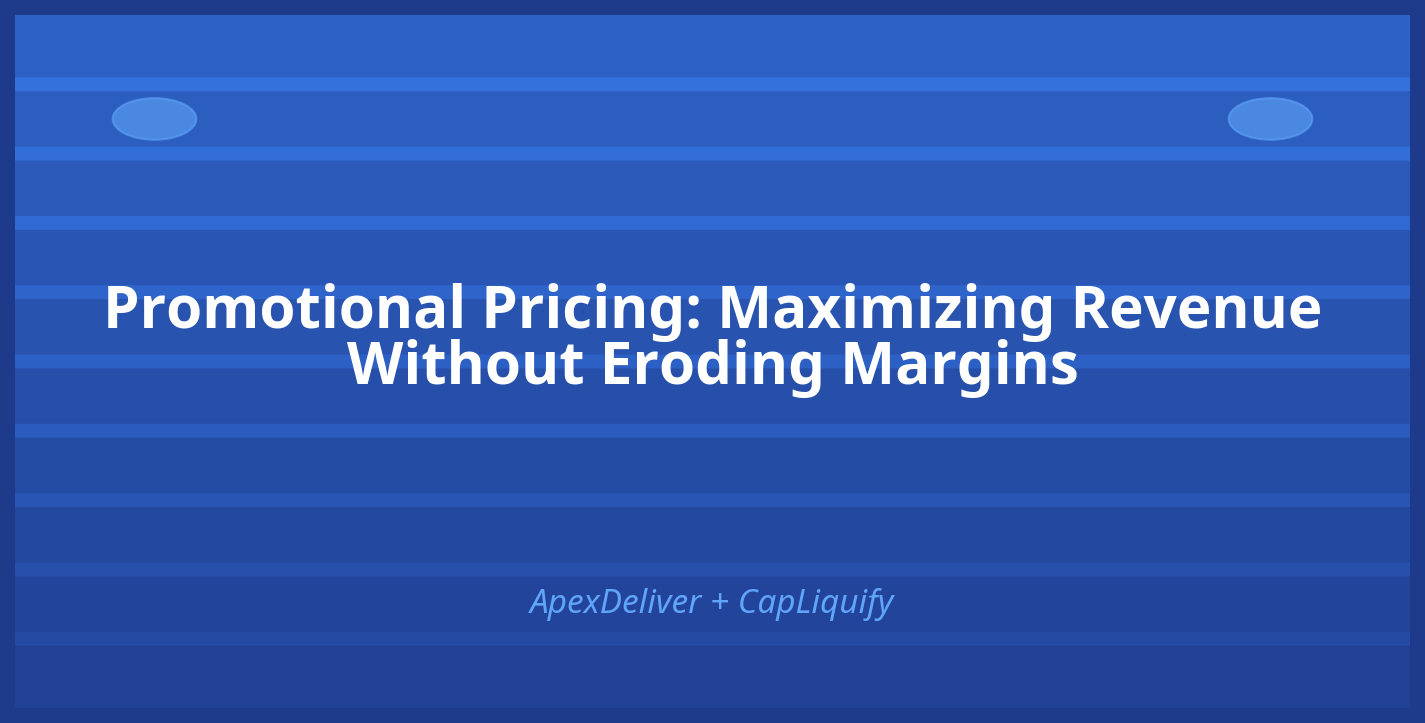 Promotional Pricing: Maximizing Revenue
Without Eroding Margins
ApexDeliver + CapLiquify